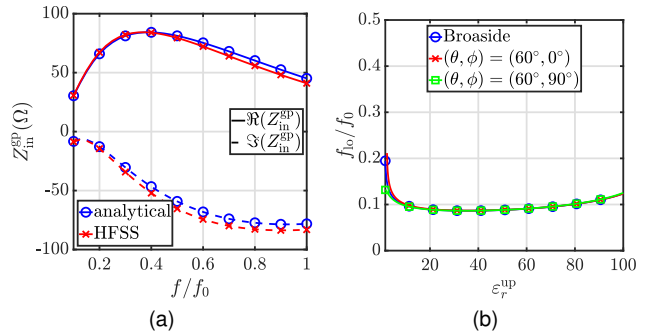 100
50
0
-50
-100
Z_in^gp(Ω)
ℜ(Z_in^gp)
ℑ(Z_in^gp)
analytical
HFSS
0.2
0.4
0.6
0.8
1
f/f_0
(a)
0.5
0.4
0.3
0.2
0.1
0
f_lo/f_0
Broaside
(θ, ϕ) = (60°, 0°)
(θ, ϕ) = (60°, 90°)
20
40
60
80
100
ε_r^up
(b)